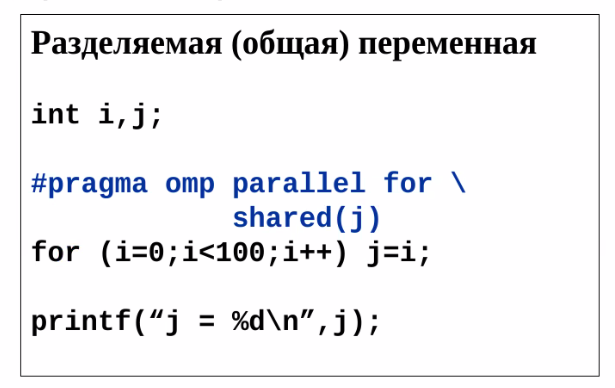 Разделяемая (общая) переменная
int i,j;
#pragma omp parallel for \
shared(j)
for (i=0;i<100;i++) j=i;
printf(“j = %d\n”,j);